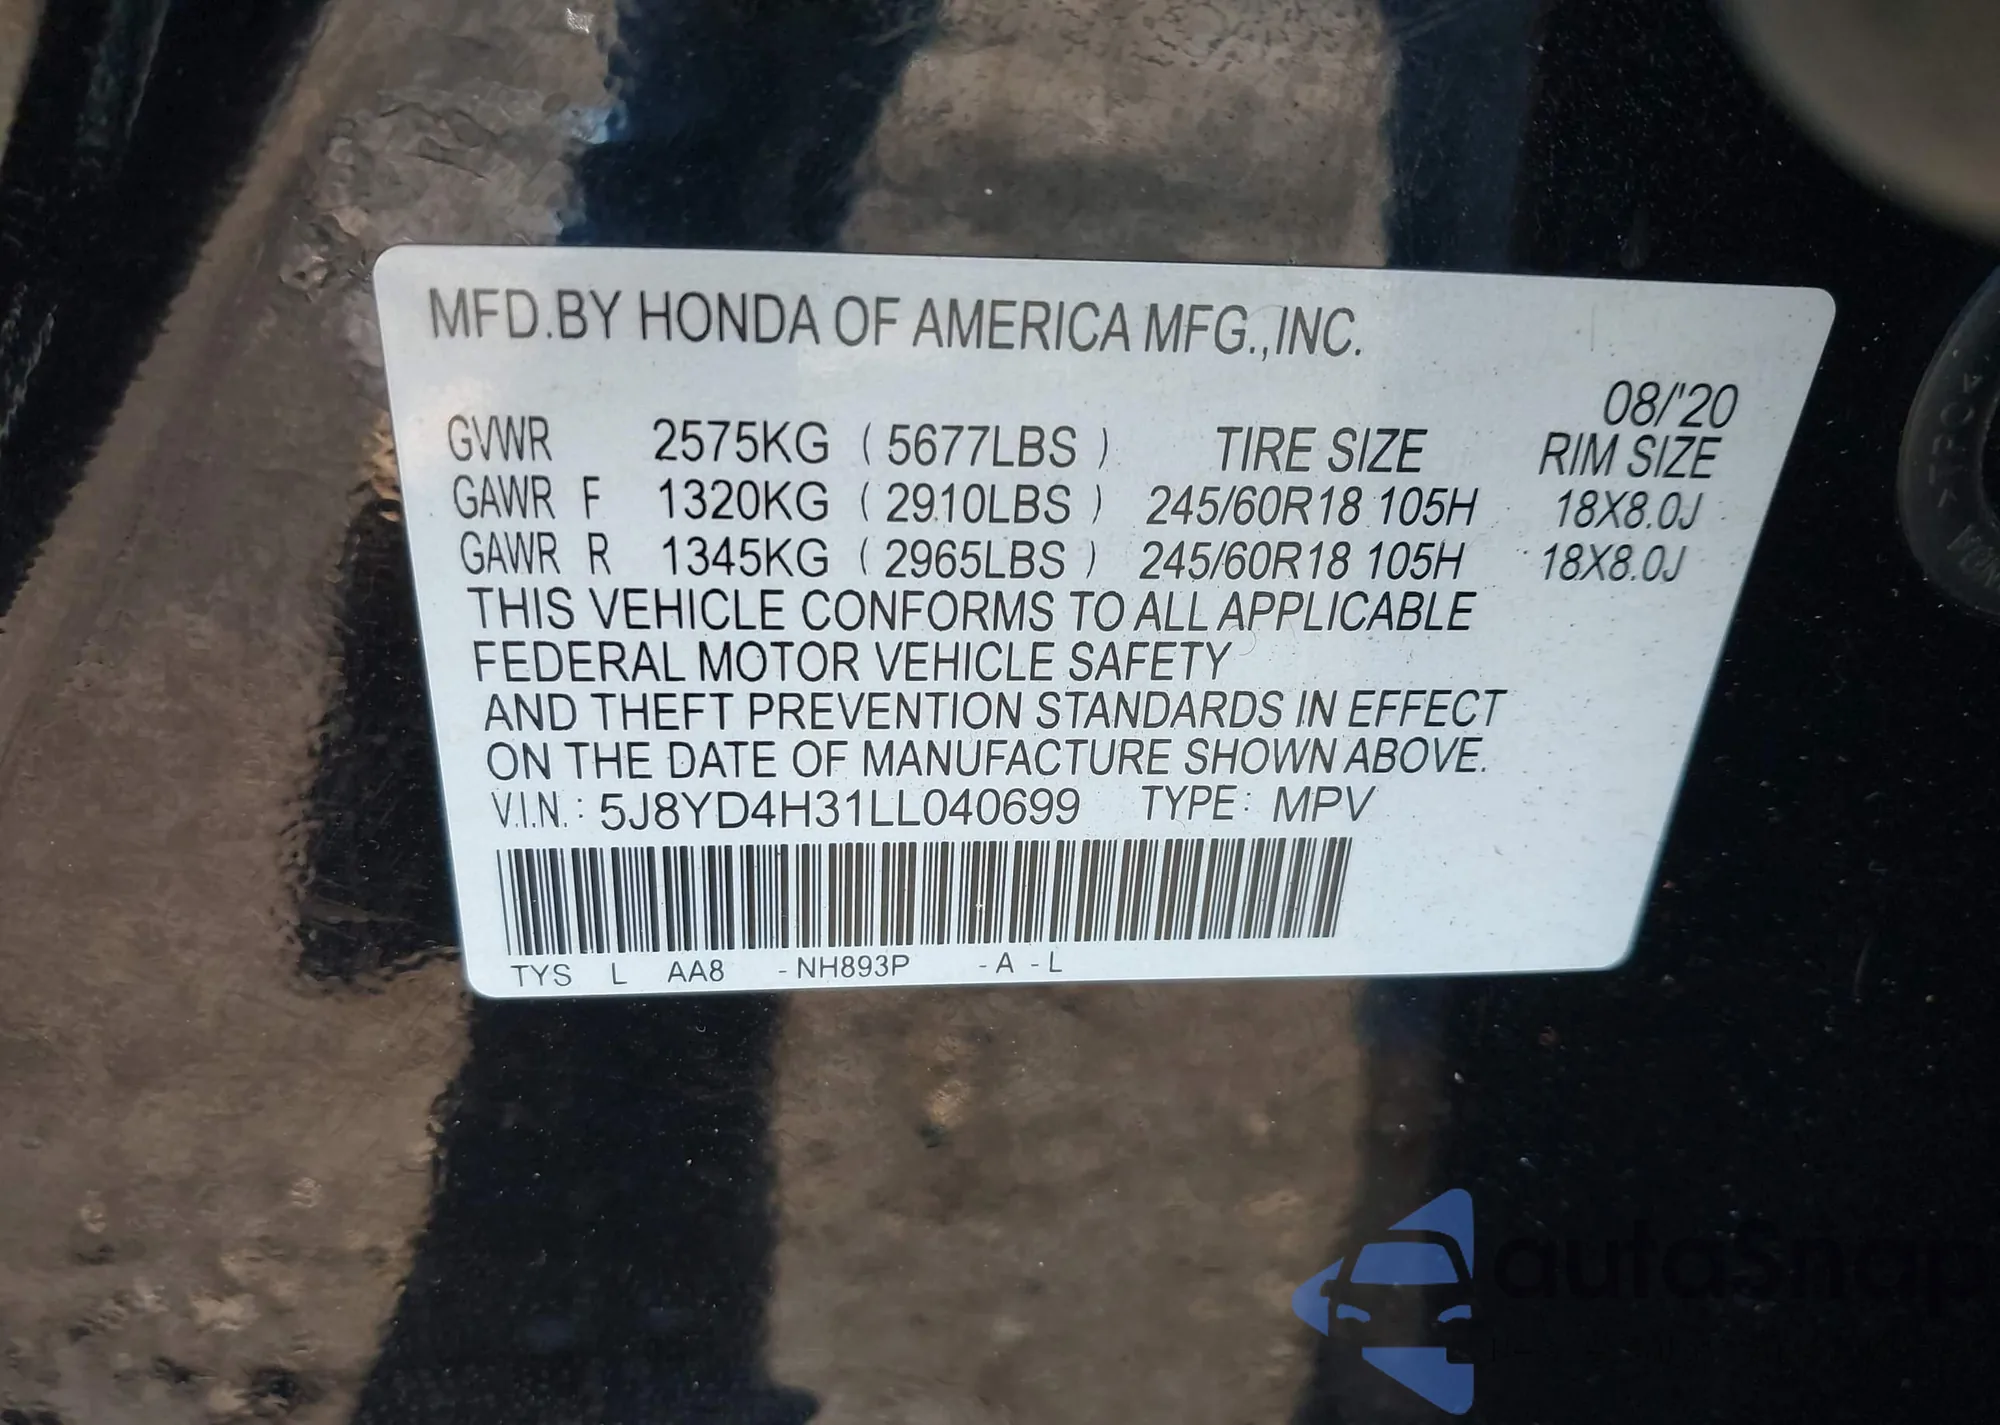 MFD.BY HONDA OF AMERICA MFG.,INC.
08/'20
GVWR 2575KG ( 5677LBS ) TIRE SIZE RIM SIZE
GAWR F 1320KG ( 2910LBS ) 245/60R18 105H 18X8.0J
GAWR R 1345KG ( 2965LBS ) 245/60R18 105H 18X8.0J
THIS VEHICLE CONFORMS TO ALL APPLICABLE
FEDERAL MOTOR VEHICLE SAFETY
AND THEFT PREVENTION STANDARDS IN EFFECT
ON THE DATE OF MANUFACTURE SHOWN ABOVE.
V.I.N.: 5J8YD4H31LL040699 TYPE: MPV
TYS L AA8 -NH893P -A -L
>TPO<
autoSnap